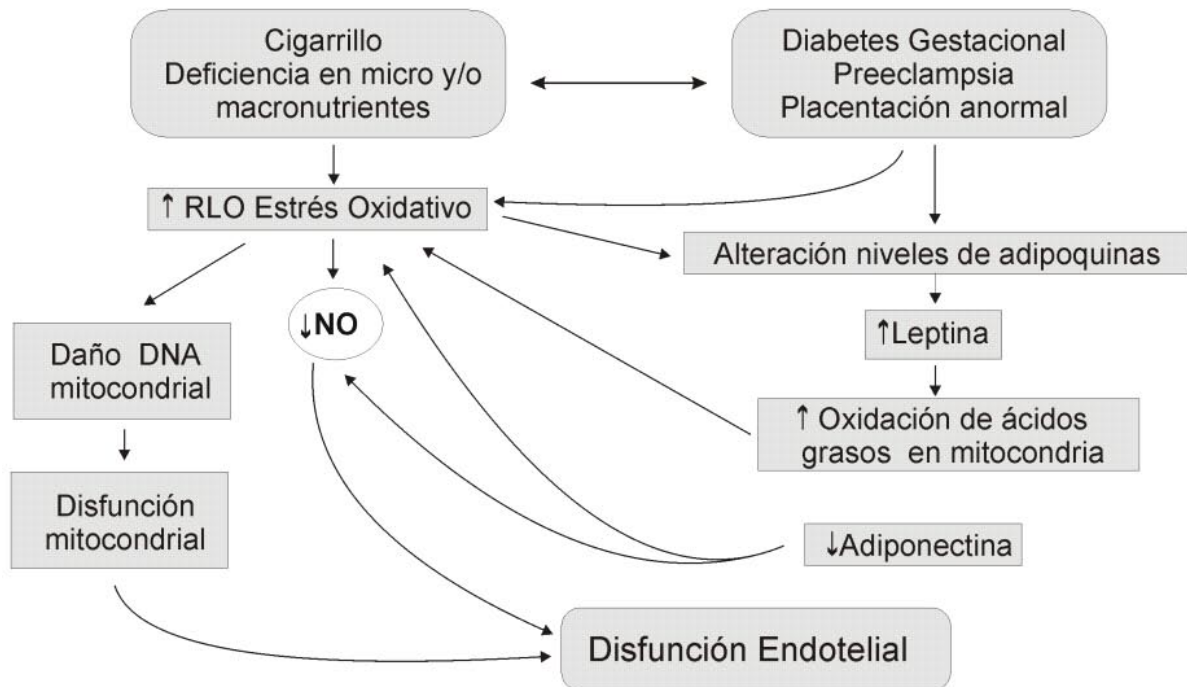 Cigarrillo
Deficiencia en micro y/o
macronutrientes
Diabetes Gestacional
Preeclampsia
Placentación anormal
↑ RLO Estrés Oxidativo
Alteración niveles de adipoquinas
↓NO
↑Leptina
Daño DNA
mitocondrial
↑ Oxidación de ácidos
grasos en mitocondria
Disfunción
mitocondrial
↓Adiponectina
Disfunción Endotelial